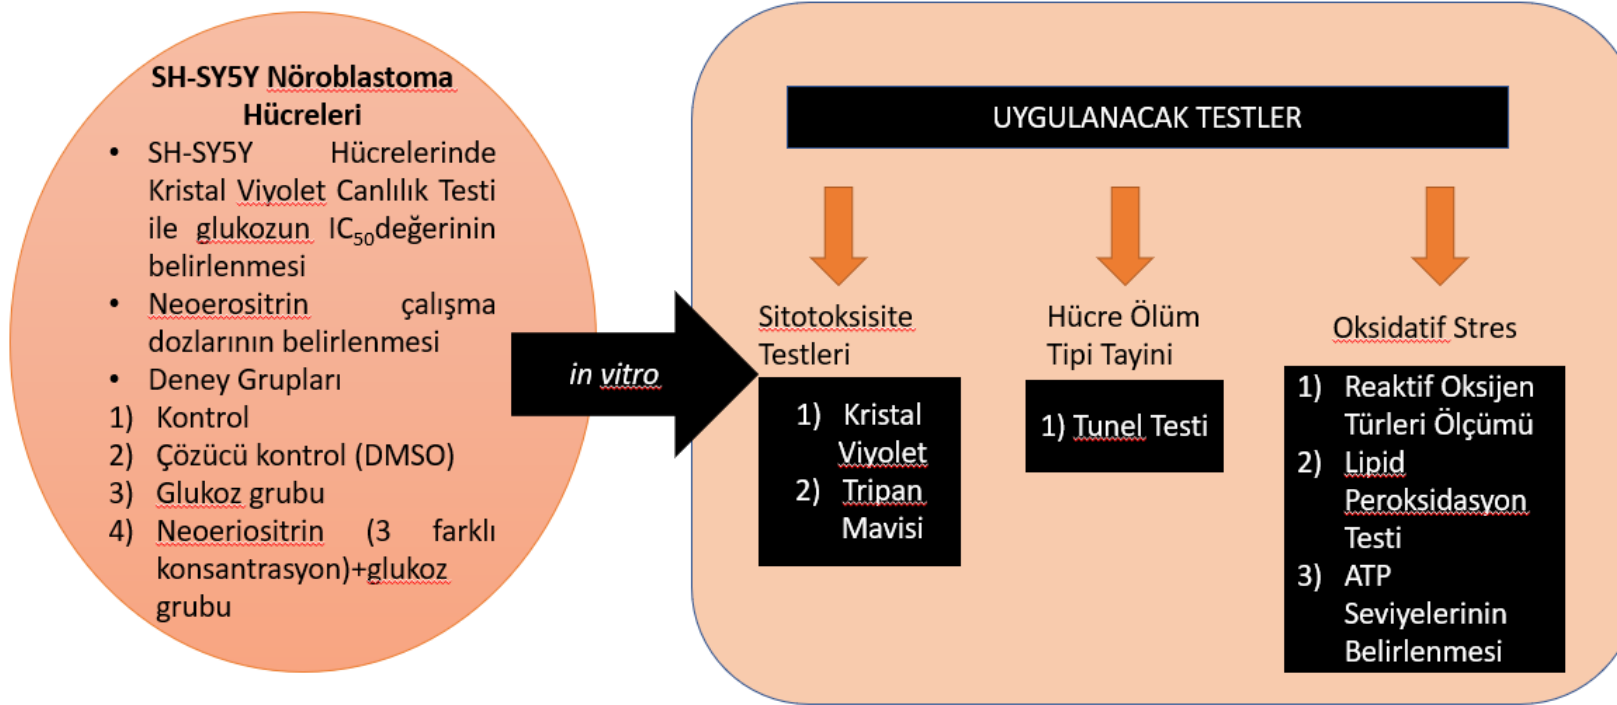 SH-SY5Y Nöroblastoma
Hücreleri
• SH-SY5Y Hücrelerinde
Kristal Viyolet Canlılık Testi
ile glukozun IC₅₀değerinin
belirlenmesi
• Neoerositrin çalışma
dozlarının belirlenmesi
• Deney Grupları
1) Kontrol
2) Çözücü kontrol (DMSO)
3) Glukoz grubu
4) Neoeriositrin (3 farklı
konsantrasyon)+glukoz
grubu
in vitro
UYGULANACAK TESTLER
Sitotoksisite
Testleri
1) Kristal
Viyolet
2) Tripan
Mavisi
Hücre Ölüm
Tipi Tayini
1) Tunel Testi
Oksidatif Stres
1) Reaktif Oksijen
Türleri Ölçümü
2) Lipid
Peroksidasyon
Testi
3) ATP
Seviyelerinin
Belirlenmesi